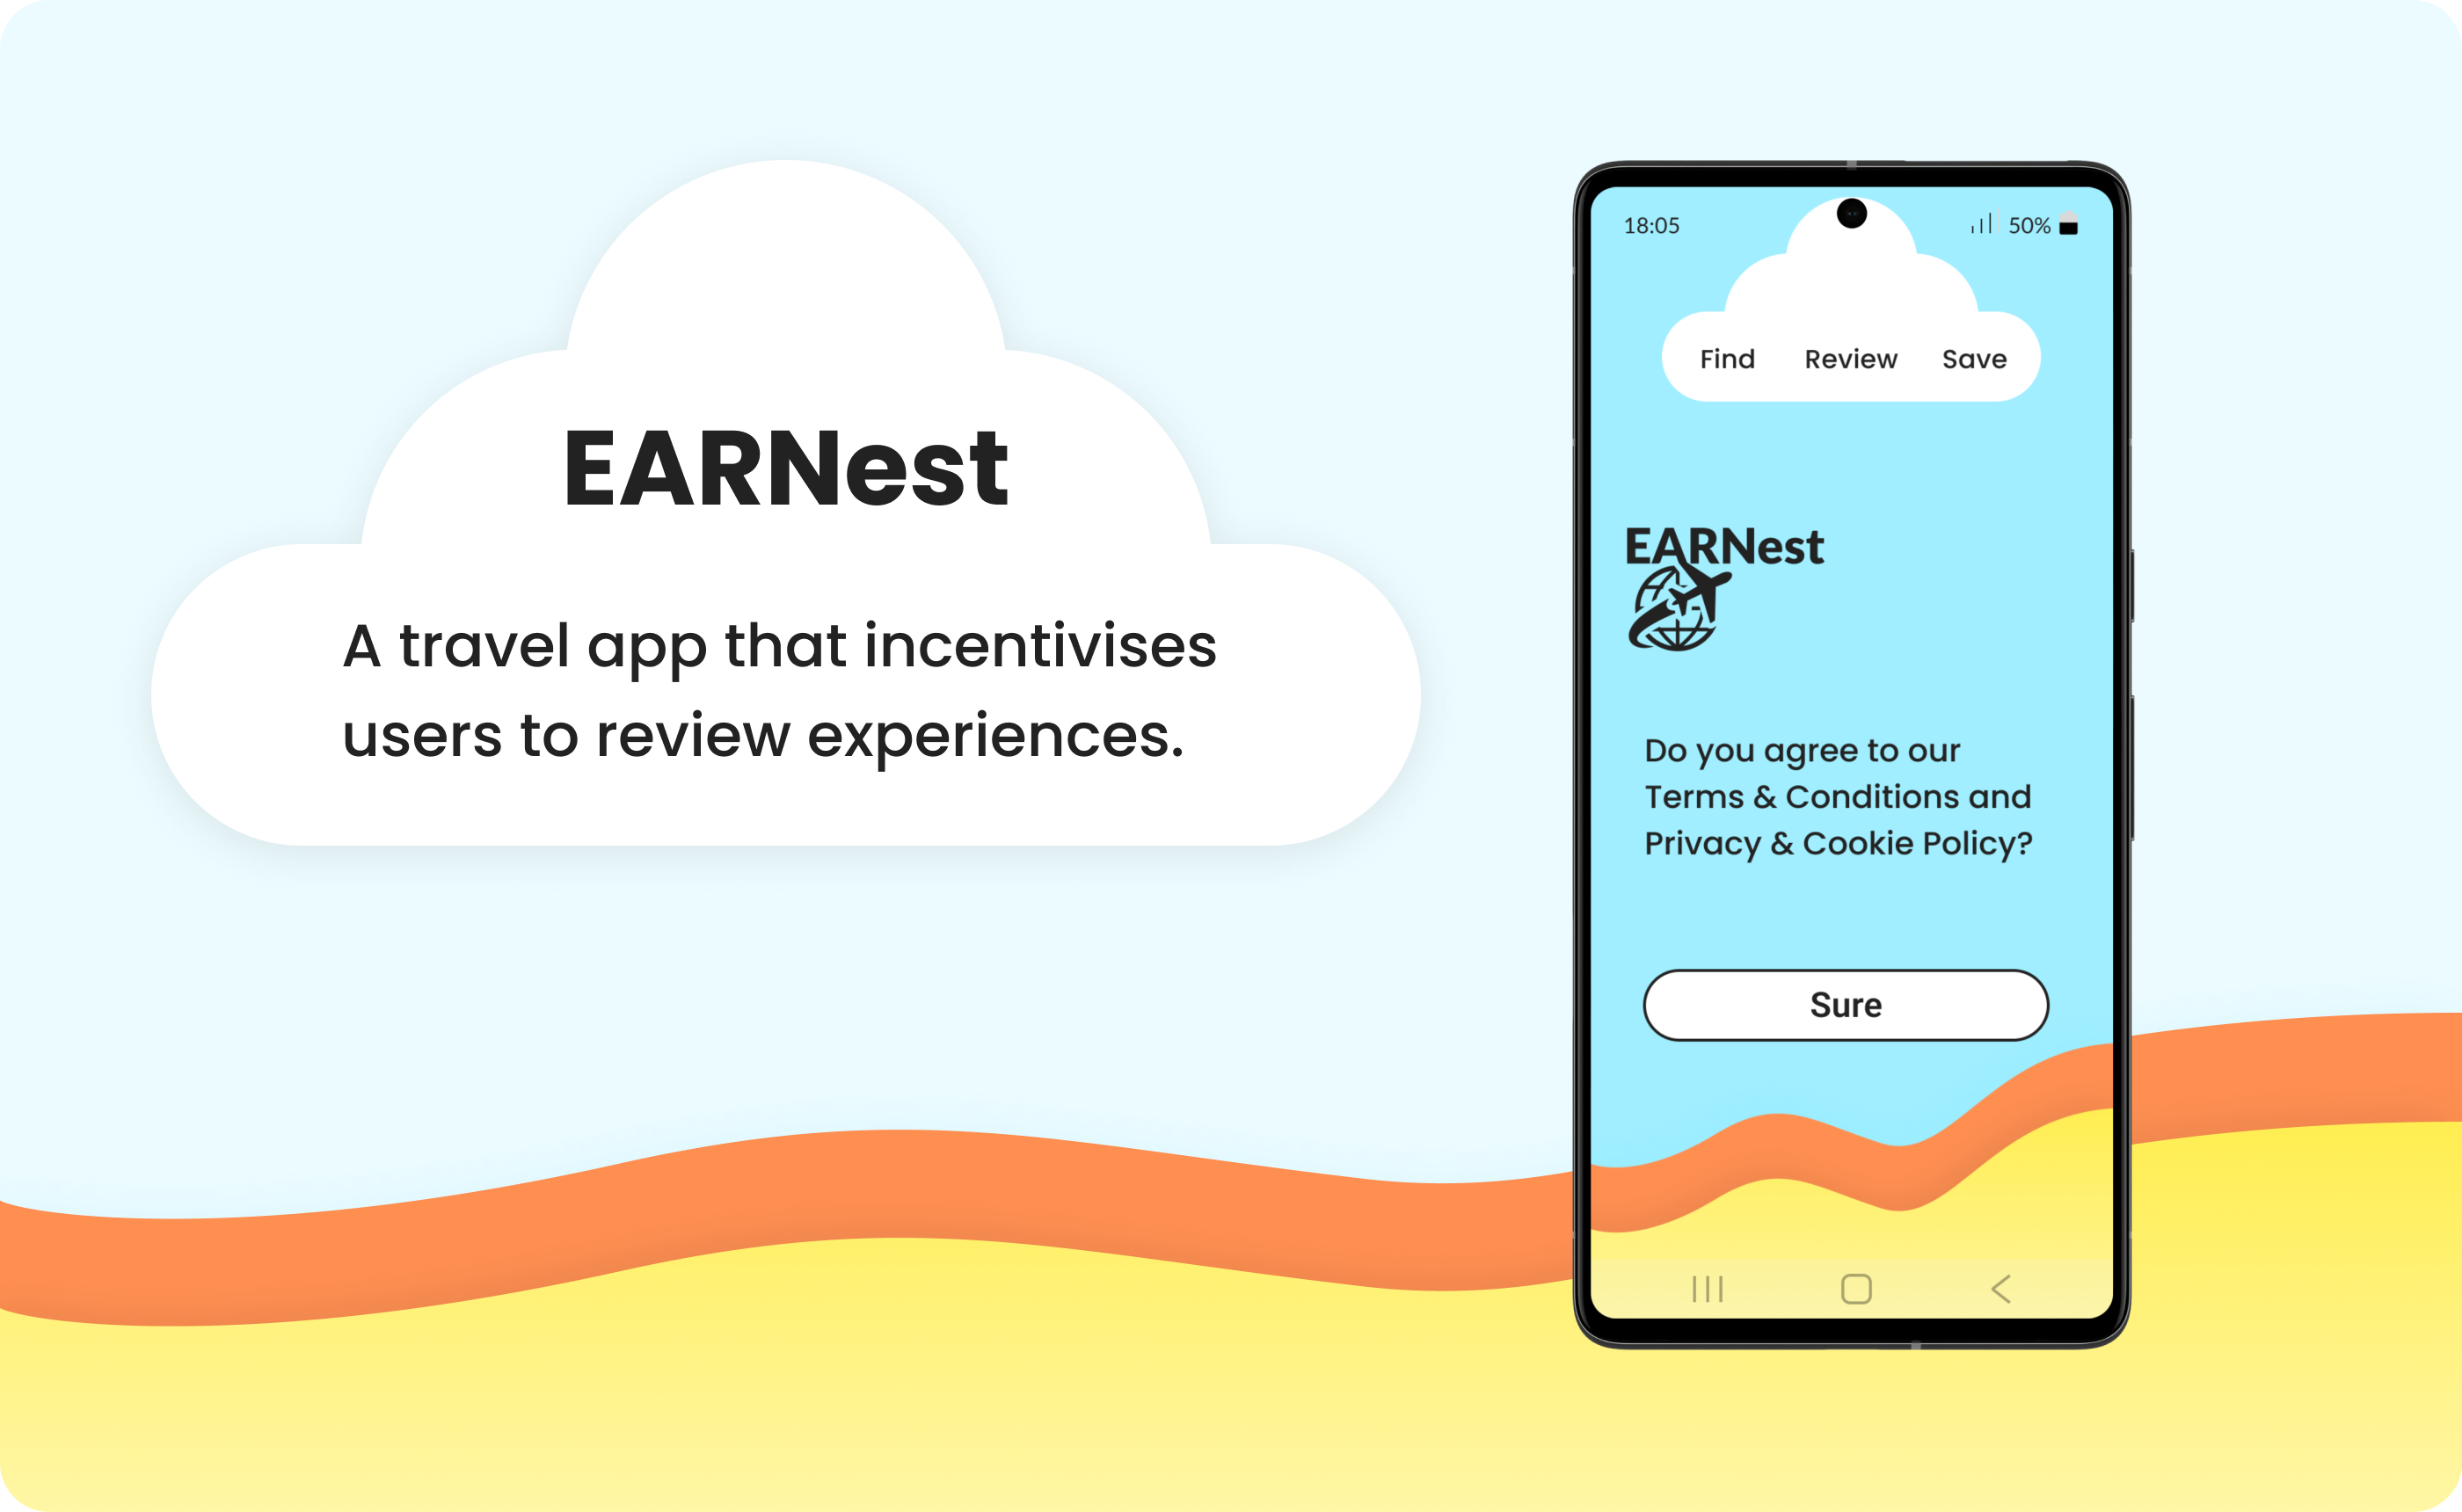 EARNest
A travel app that incentivises
users to review experiences.
18:05
50%
Find Review Save
EARNest
Do you agree to our
Terms & Conditions and
Privacy & Cookie Policy?
Sure